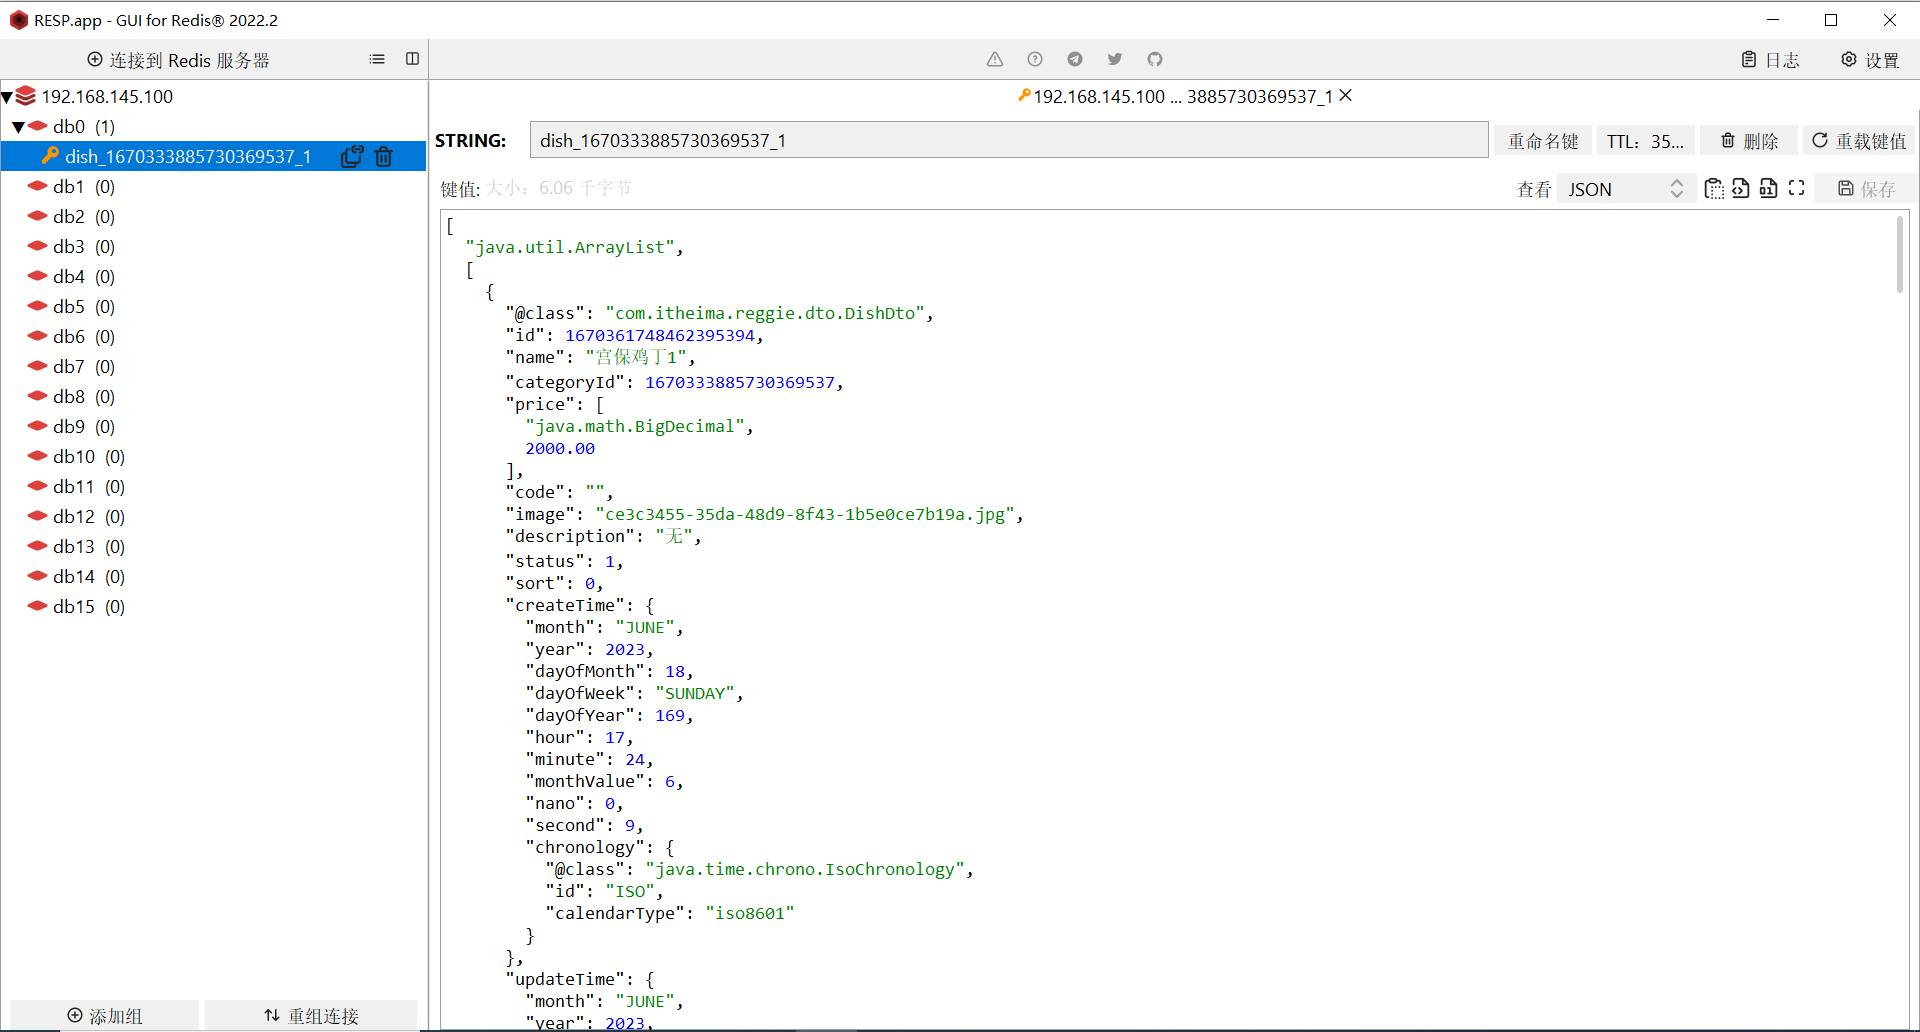 RESP.app - GUI for Redis® 2022.2
连接到 Redis 服务器
日志
设置
192.168.145.100
db0 (1)
dish_1670333885730369537_1
db1 (0)
db2 (0)
db3 (0)
db4 (0)
db5 (0)
db6 (0)
db7 (0)
db8 (0)
db9 (0)
db10 (0)
db11 (0)
db12 (0)
db13 (0)
db14 (0)
db15 (0)
添加组
重组连接
192.168.145.100 ... 3885730369537_1
STRING:
dish_1670333885730369537_1
重命名键
TTL: 35...
删除
重载键值
键值: 大小: 6.06 千字节
查看
JSON
保存
[
"java.util.ArrayList",
[
{
"@class": "com.itheima.reggie.dto.DishDto",
"id": 1670361748462395394,
"name": "宫保鸡丁1",
"categoryId": 1670333885730369537,
"price": [
"java.math.BigDecimal",
2000.00
],
"code": "",
"image": "ce3c3455-35da-48d9-8f43-1b5e0ce7b19a.jpg",
"description": "无",
"status": 1,
"sort": 0,
"createTime": {
"month": "JUNE",
"year": 2023,
"dayOfMonth": 18,
"dayOfWeek": "SUNDAY",
"dayOfYear": 169,
"hour": 17,
"minute": 24,
"monthValue": 6,
"nano": 0,
"second": 9,
"chronology": {
"@class": "java.time.chrono.IsoChronology",
"id": "ISO",
"calendarType": "iso8601"
}
},
"updateTime": {
"month": "JUNE",
"year": 2023,